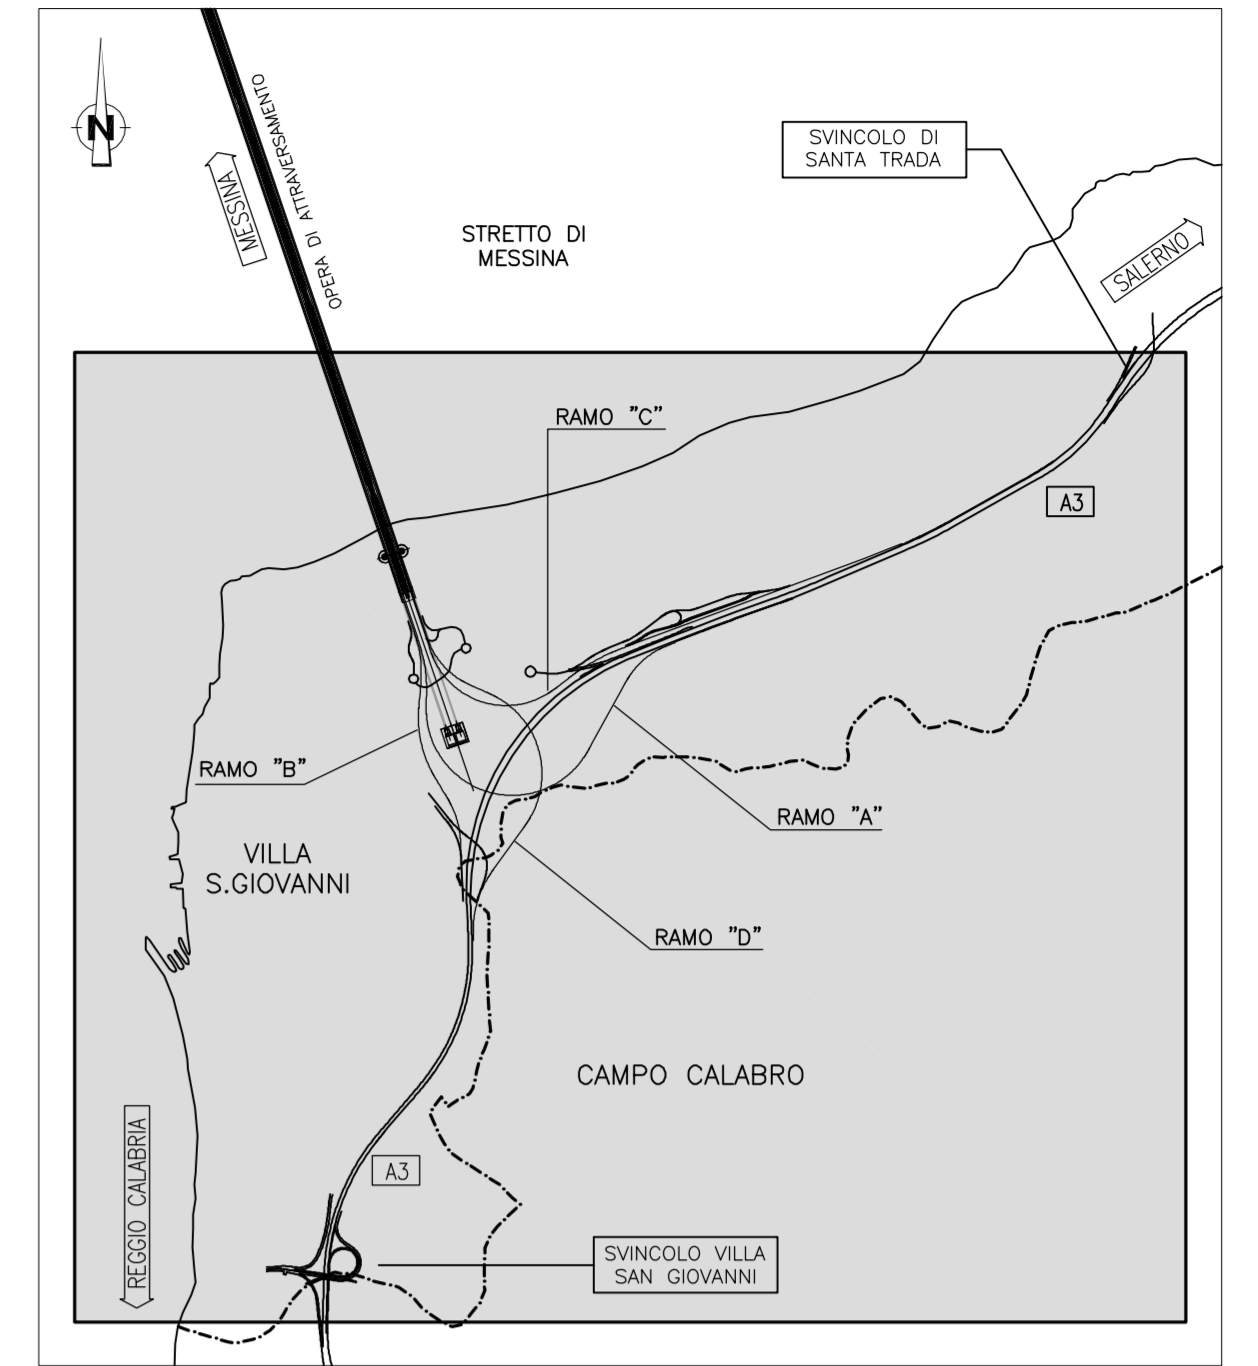 N
MESSINA
OPERA DI ATTRAVERSAMENTO
SVINCOLO DI
SANTA TRADA
STRETTO DI
MESSINA
SALERNO
RAMO "C"
A3
RAMO "B"
RAMO "A"
VILLA
S.GIOVANNI
RAMO "D"
CAMPO CALABRO
REGGIO CALABRIA
A3
SVINCOLO VILLA
SAN GIOVANNI